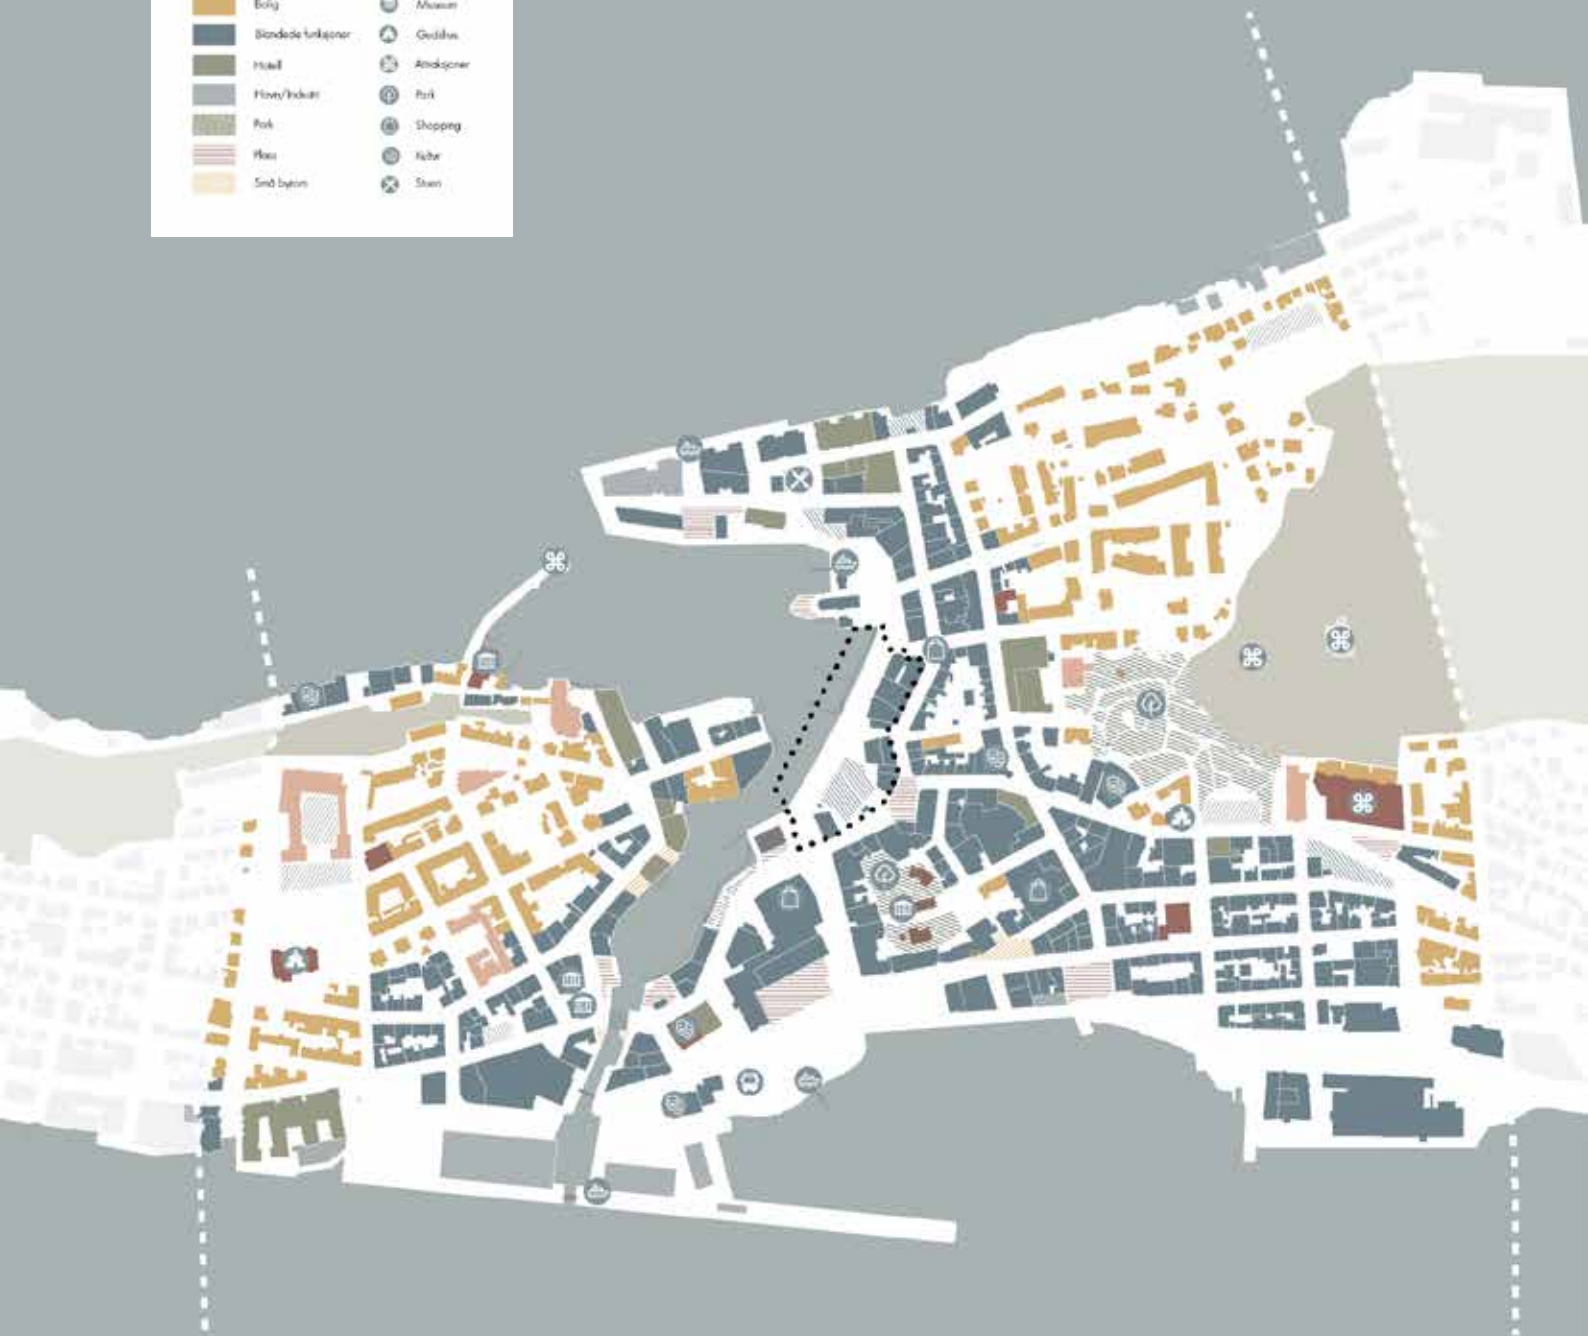 Bolig
Museum
Blandede funksjoner
Gudshus
Hotell
Attraksjoner
Havn/Industri
Park
Park
Shopping
Plass
Kultur
Små byrom